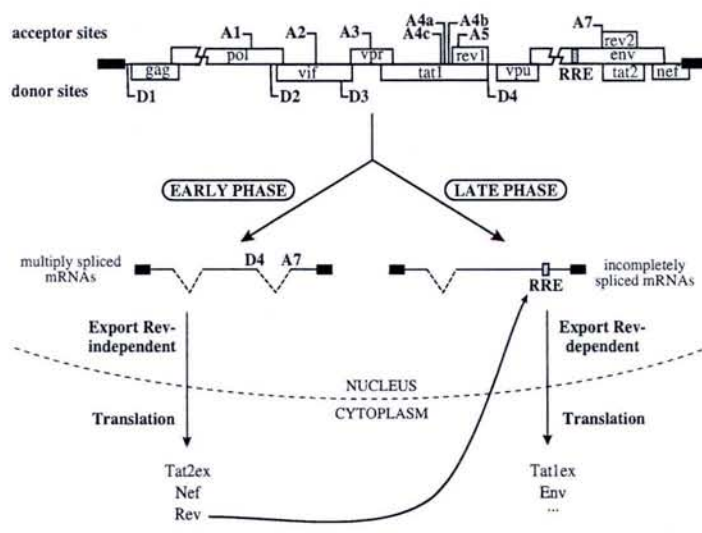 A4a A4b
acceptor sites A1 A2 A3 A4c A5 A7
pol vpr rev1 rev2
gag vif tat1 vpu env
RRE tat2 nef
donor sites D1 D2 D3 D4
EARLY PHASE LATE PHASE
multiply spliced
mRNAs
D4 A7
RRE
incompletely
spliced mRNAs
Export Rev-
independent
Export Rev-
dependent
NUCLEUS
CYTOPLASM
Translation Translation
Tat2ex
Nef
Rev
Tat1ex
Env
...